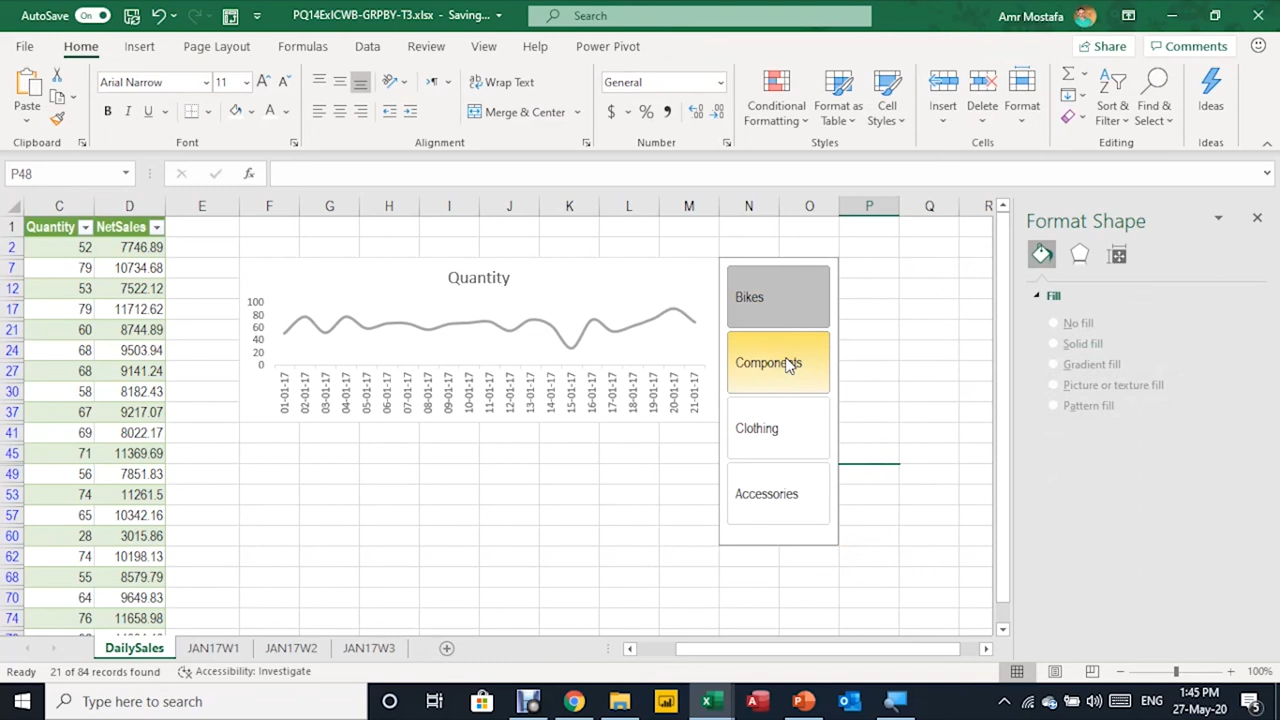 AutoSave On PQ14ExICWB-GRPBY-T3.xlsx - Saving... Search Amr Mostafa
File Home Insert Page Layout Formulas Data Review View Help Power Pivot Share Comments
Paste Arial Narrow 11 Wrap Text General Conditional Formatting Format as Table Cell Styles Insert Delete Format Sort & Filter Find & Select Ideas
B I U A Merge & Center $ %
Clipboard Font Alignment Number Styles Cells Editing Ideas
P48 fx
C D E F G H I J K L M N O P Q R
1 Quantity NetSales
2 52 7746.89
7 79 10734.68
12 53 7522.12
17 79 11712.62
21 60 8744.89
24 68 9503.94
27 68 9141.24
30 58 8182.43
37 67 9217.07
41 69 8022.17
45 71 11369.69
49 56 7851.83
53 74 11261.5
57 65 10342.16
60 28 3015.86
62 74 10198.13
68 55 8579.79
70 64 9649.83
74 76 11658.98
Quantity
100
80
60
40
20
0
01-01-17 02-01-17 03-01-17 04-01-17 05-01-17 06-01-17 07-01-17 08-01-17 09-01-17 10-01-17 11-01-17 12-01-17 13-01-17 14-01-17 15-01-17 16-01-17 17-01-17 18-01-17 19-01-17 20-01-17 21-01-17
Bikes
Components
Clothing
Accessories
Format Shape
Fill
No fill
Solid fill
Gradient fill
Picture or texture fill
Pattern fill
DailySales JAN17W1 JAN17W2 JAN17W3
Ready 21 of 84 records found Accessibility: Investigate 100%
Type here to search ENG 1:45 PM
27-May-20 5